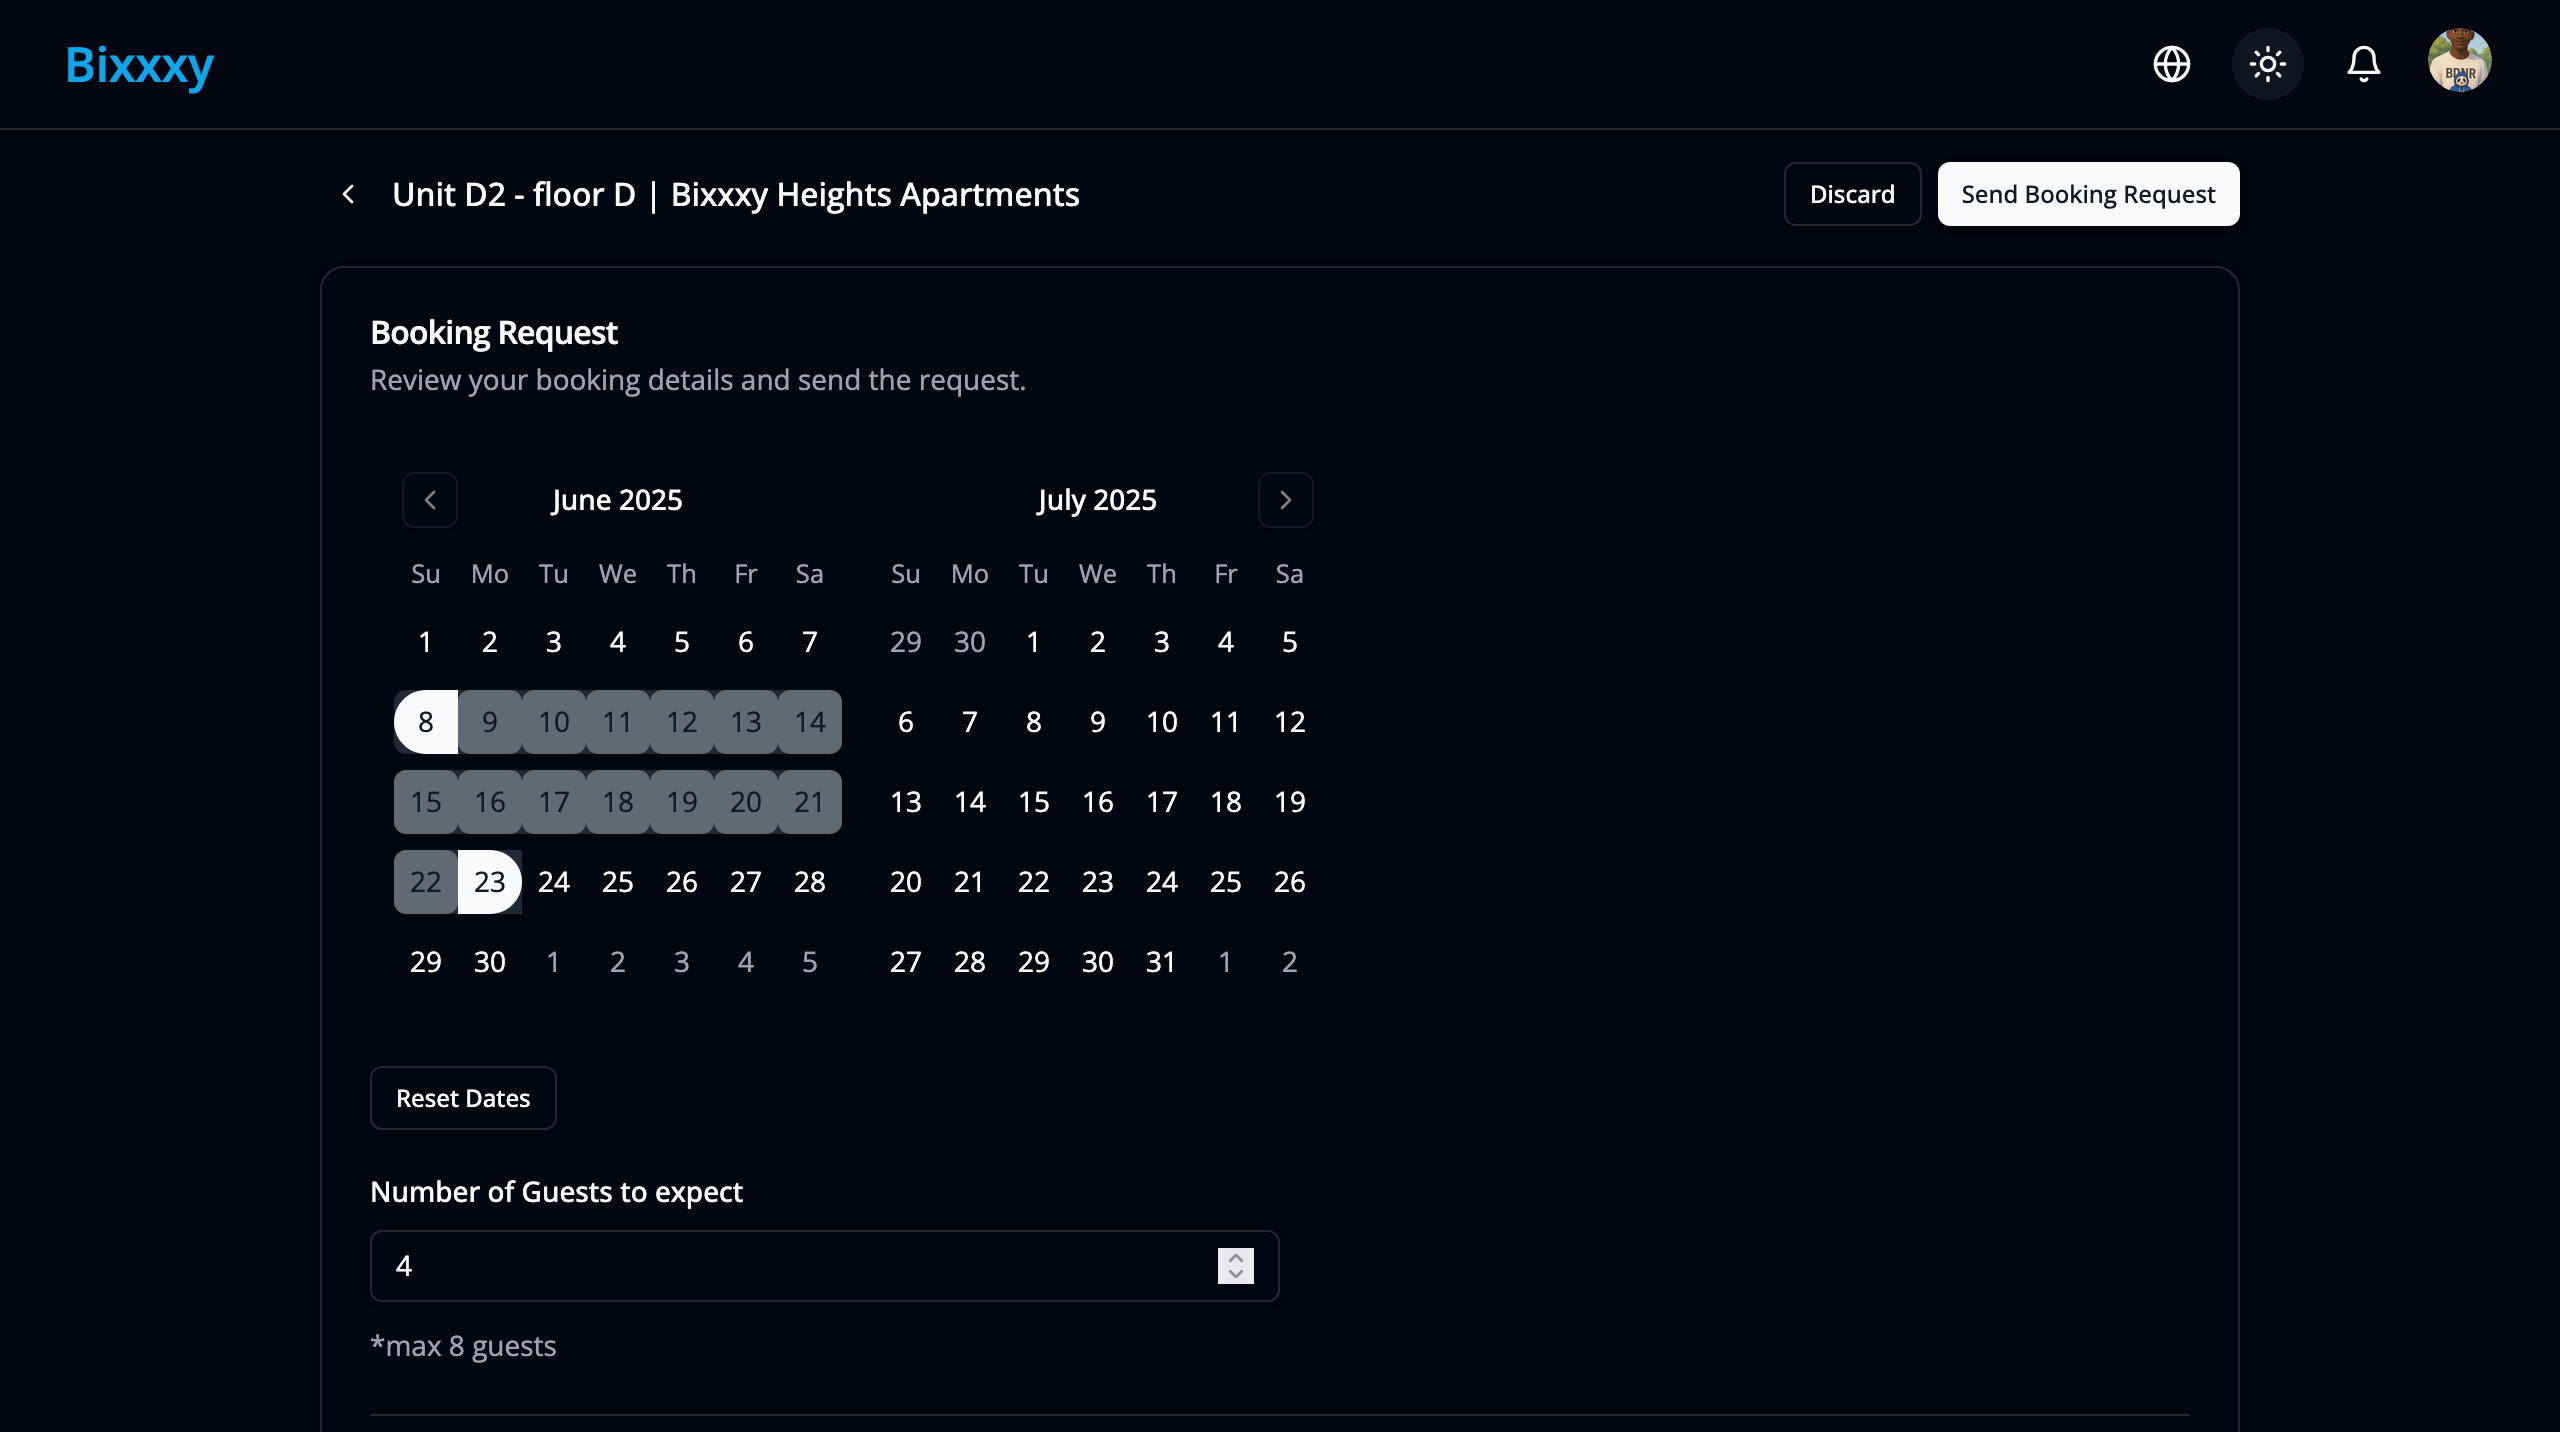 Bixxxy
BDNR
Unit D2 - floor D | Bixxxy Heights Apartments
Discard
Send Booking Request
Booking Request
Review your booking details and send the request.
June 2025
Su Mo Tu We Th Fr Sa
1 2 3 4 5 6 7
8 9 10 11 12 13 14
15 16 17 18 19 20 21
22 23 24 25 26 27 28
29 30 1 2 3 4 5
July 2025
Su Mo Tu We Th Fr Sa
29 30 1 2 3 4 5
6 7 8 9 10 11 12
13 14 15 16 17 18 19
20 21 22 23 24 25 26
27 28 29 30 31 1 2
Reset Dates
Number of Guests to expect
4
*max 8 guests